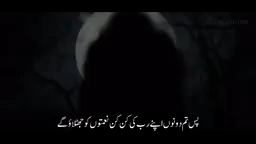 پس تم دونوں اپنے رب کی کن کن نعمتوں کو جھٹلاؤ گے